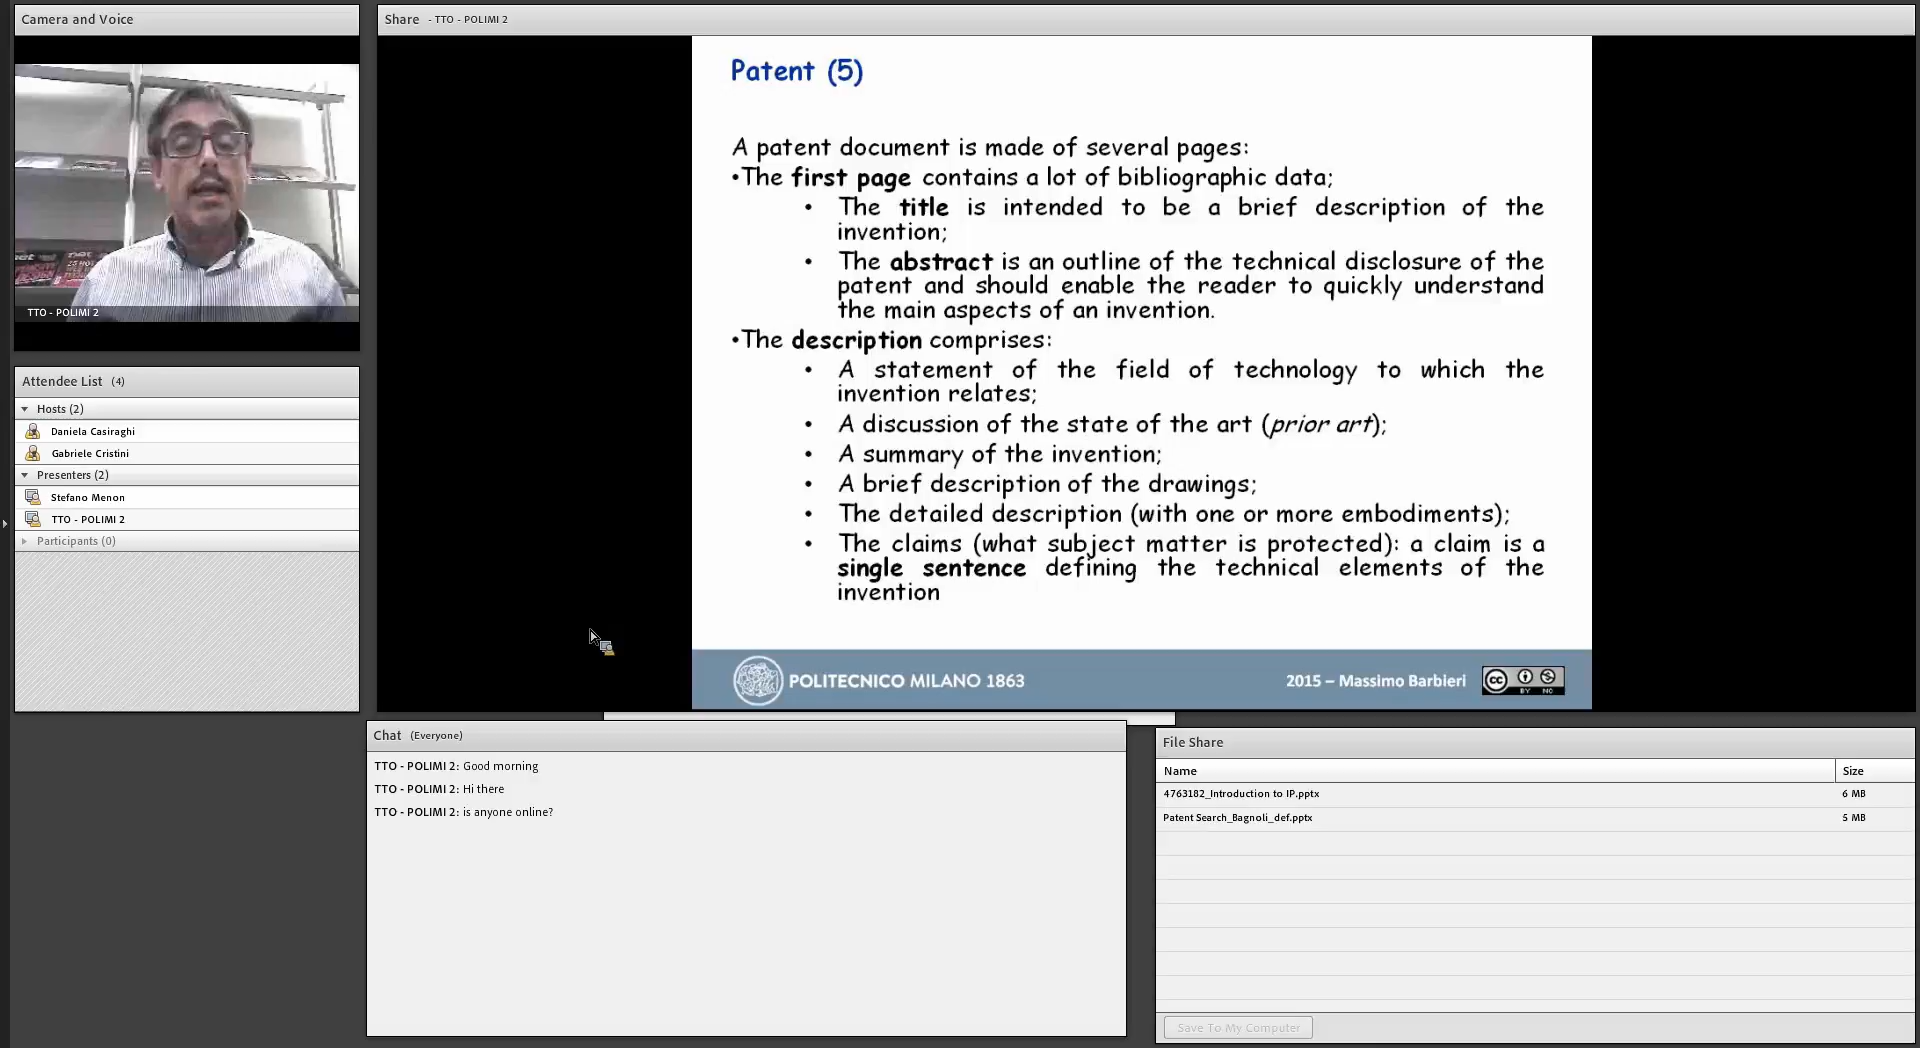 Camera and Voice
TTO - POLIMI 2
Attendee List (4)
Hosts (2)
Daniela Casiraghi
Gabriele Cristini
Presenters (2)
Stefano Menon
TTO - POLIMI 2
Participants (0)
Share - TTO - POLIMI 2
Patent (5)
A patent document is made of several pages:
•The first page contains a lot of bibliographic data;
• The title is intended to be a brief description of the
invention;
• The abstract is an outline of the technical disclosure of the
patent and should enable the reader to quickly understand
the main aspects of an invention.
•The description comprises:
• A statement of the field of technology to which the
invention relates;
• A discussion of the state of the art (prior art);
• A summary of the invention;
• A brief description of the drawings;
• The detailed description (with one or more embodiments);
• The claims (what subject matter is protected): a claim is a
single sentence defining the technical elements of the
invention
POLITECNICO MILANO 1863
2015 – Massimo Barbieri
cc BY NC
Chat (Everyone)
TTO - POLIMI 2: Good morning
TTO - POLIMI 2: Hi there
TTO - POLIMI 2: is anyone online?
File Share
Name Size
4763182_Introduction to IP.pptx 6 MB
Patent Search_Bagnoli_def.pptx 5 MB
Save To My Computer